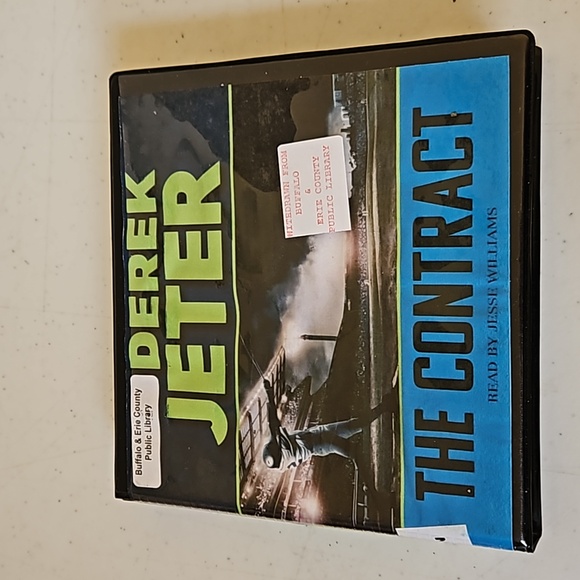 DEREK
JETER
Buffalo & Erie County
Public Library
WITHDRAWN FROM
BUFFALO
&
ERIE COUNTY
PUBLIC LIBRARY
THE CONTRACT
READ BY JESSE WILLIAMS